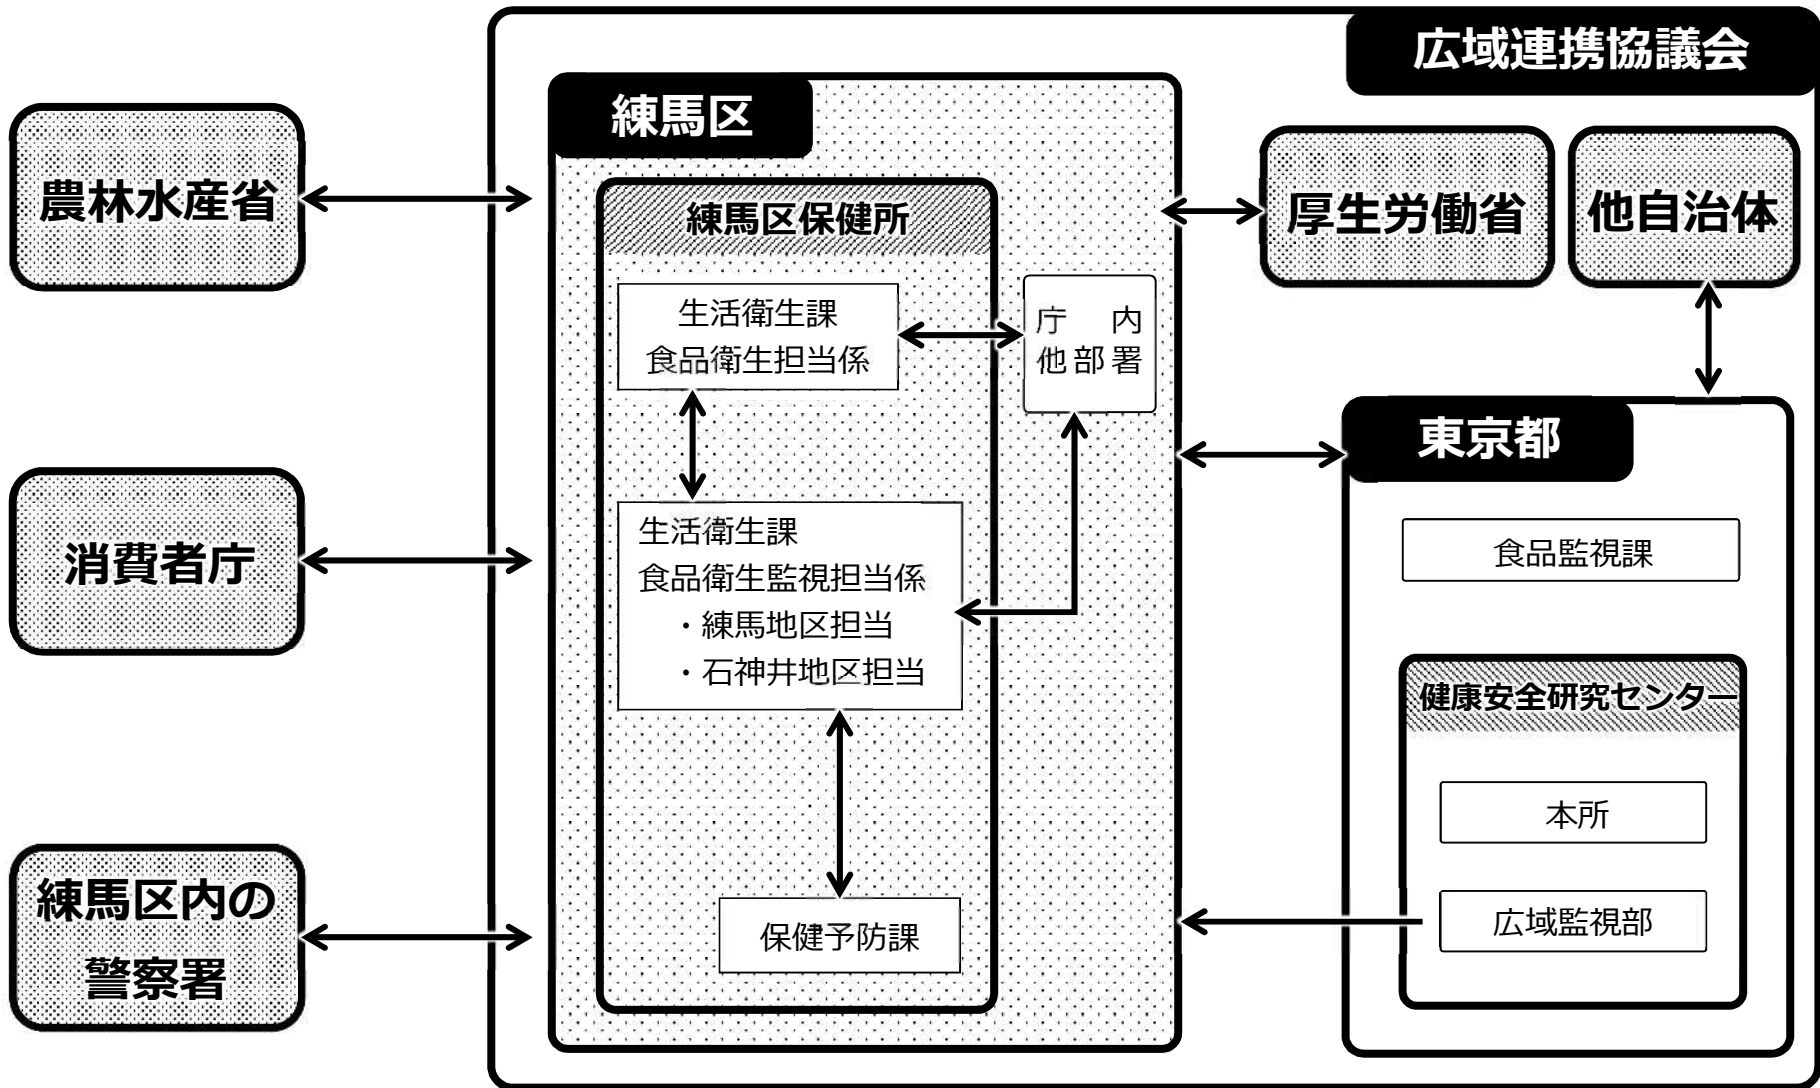 広域連携協議会
練馬区
農林水産省
練馬区保健所
厚生労働省
他自治体
生活衛生課
食品衛生担当係
庁　内
他部署
東京都
消費者庁
生活衛生課
食品衛生監視担当係
・練馬地区担当
・石神井地区担当
食品監視課
健康安全研究センター
本所
練馬区内の
警察署
保健予防課
広域監視部